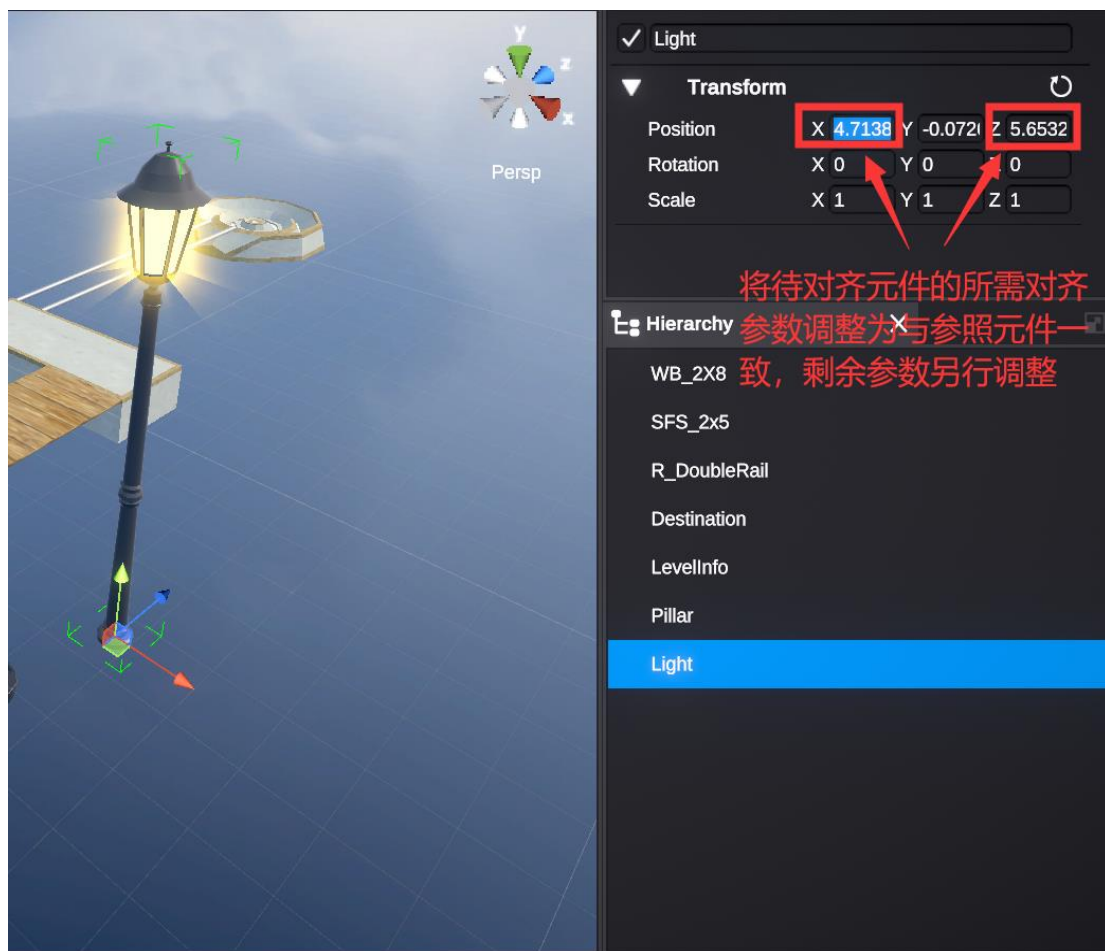 Y
Z
X
Persp
Light
Transform
Position X 4.7138 Y -0.072 Z 5.6532
Rotation X 0 Y 0 Z 0
Scale X 1 Y 1 Z 1
将待对齐元件的所需对齐
参数调整为与参照元件一
致，剩余参数另行调整
Hierarchy
WB_2X8
SFS_2x5
R_DoubleRail
Destination
LevelInfo
Pillar
Light